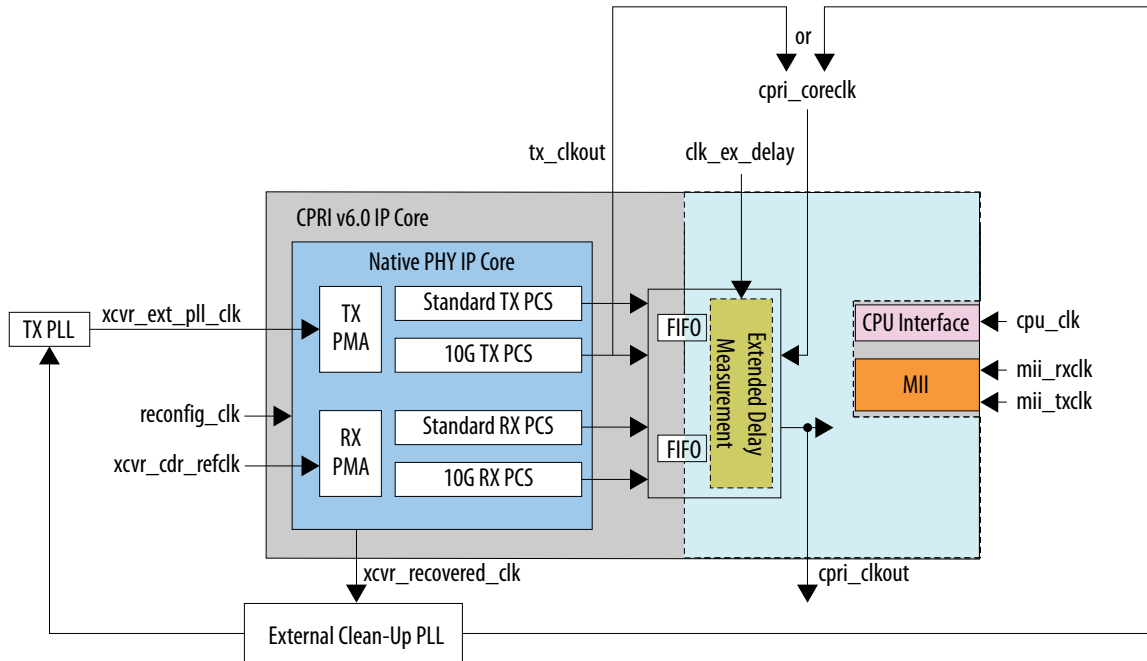 or
cpri_coreclk
tx_clkout
clk_ex_delay
CPRI v6.0 IP Core
Native PHY IP Core
TX PLL
xcvr_ext_pll_clk
TX
PMA
Standard TX PCS
10G TX PCS
FIFO
Extended Delay
Measurement
CPU Interface
cpu_clk
MII
mii_rxclk
mii_txclk
reconfig_clk
xcvr_cdr_refclk
RX
PMA
Standard RX PCS
10G RX PCS
FIFO
xcvr_recovered_clk
cpri_clkout
External Clean-Up PLL